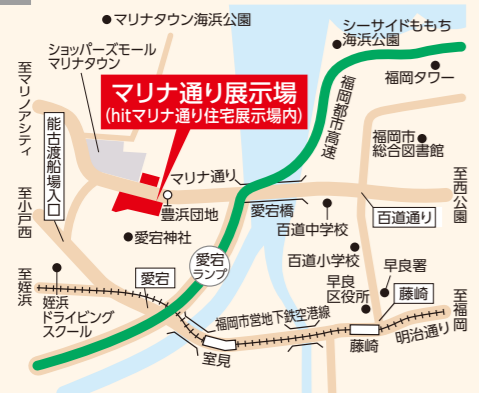 マリナタウン海浜公園
シーサイドももち
海浜公園
ショッパーズモール
マリナタウン
福岡タワー
至マリノアシティ
マリナ通り展示場
(hitマリナ通り住宅展示場内)
福岡都市高速
福岡市
総合図書館
能古渡船場入口
マリナ通り
至西公園
至小戸西
豊浜団地
愛宕橋
百道中学校
百道通り
愛宕神社
愛宕
ランプ
百道小学校
至姪浜
愛宕
早良
区役所
早良署
藤崎
至福岡
姪浜
ドライビング
スクール
福岡市営地下鉄空港線
室見
藤崎
明治通り